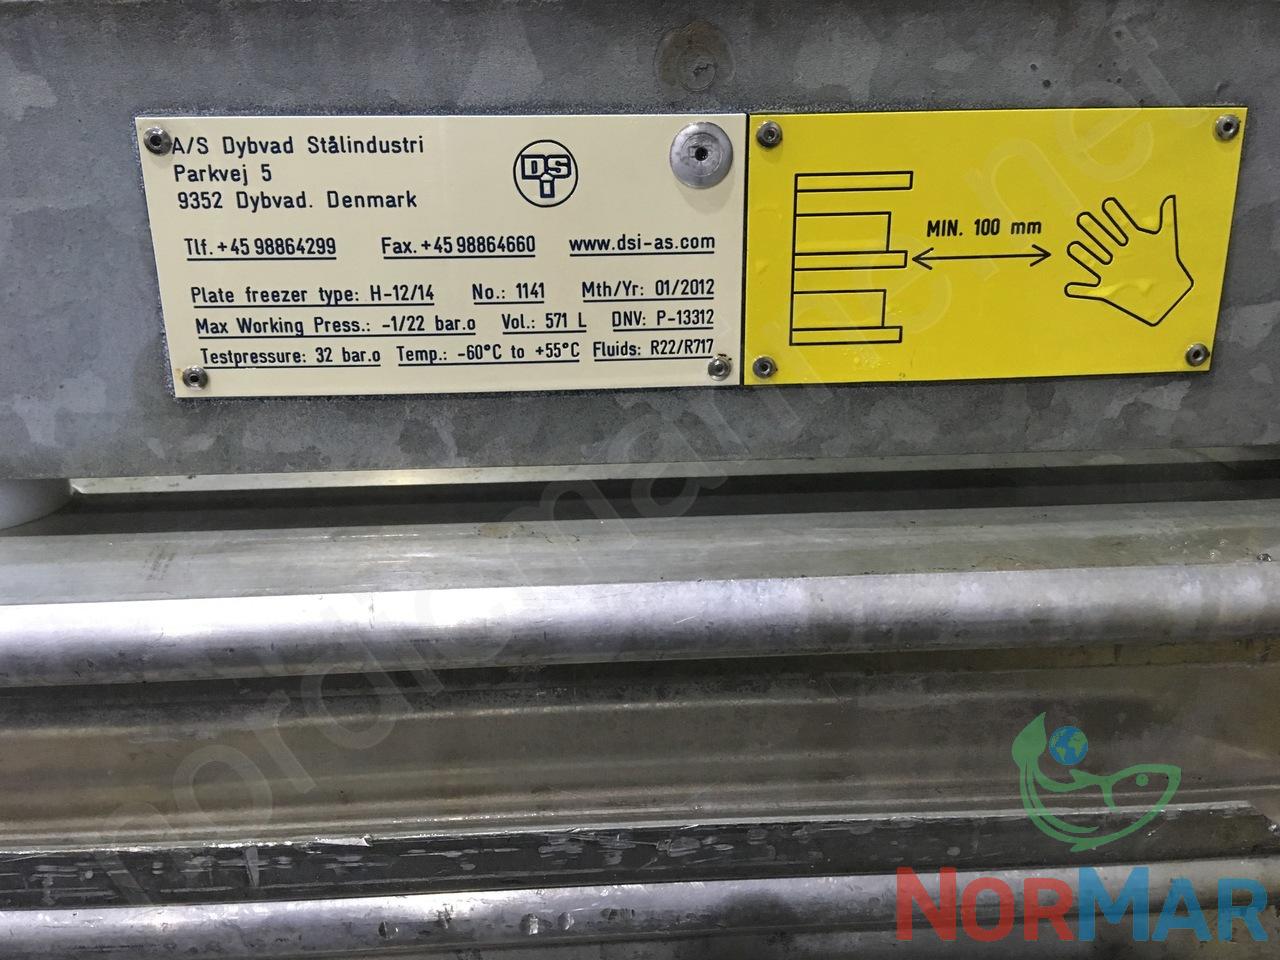 A/S Dybvad Stålindustri
Parkvej 5
9352 Dybvad. Denmark
DSI
Tlf. +45 98864299 Fax. +45 98864660 www.dsi-as.com
Plate freezer type: H-12/14 No.: 1141 Mth/Yr: 01/2012
Max Working Press.: -1/22 bar.o Vol.: 571 L DNV: P-13312
Testpressure: 32 bar.o Temp.: -60°C to +55°C Fluids: R22/R717
MIN. 100 mm
nordicmarine.net
NORMAR